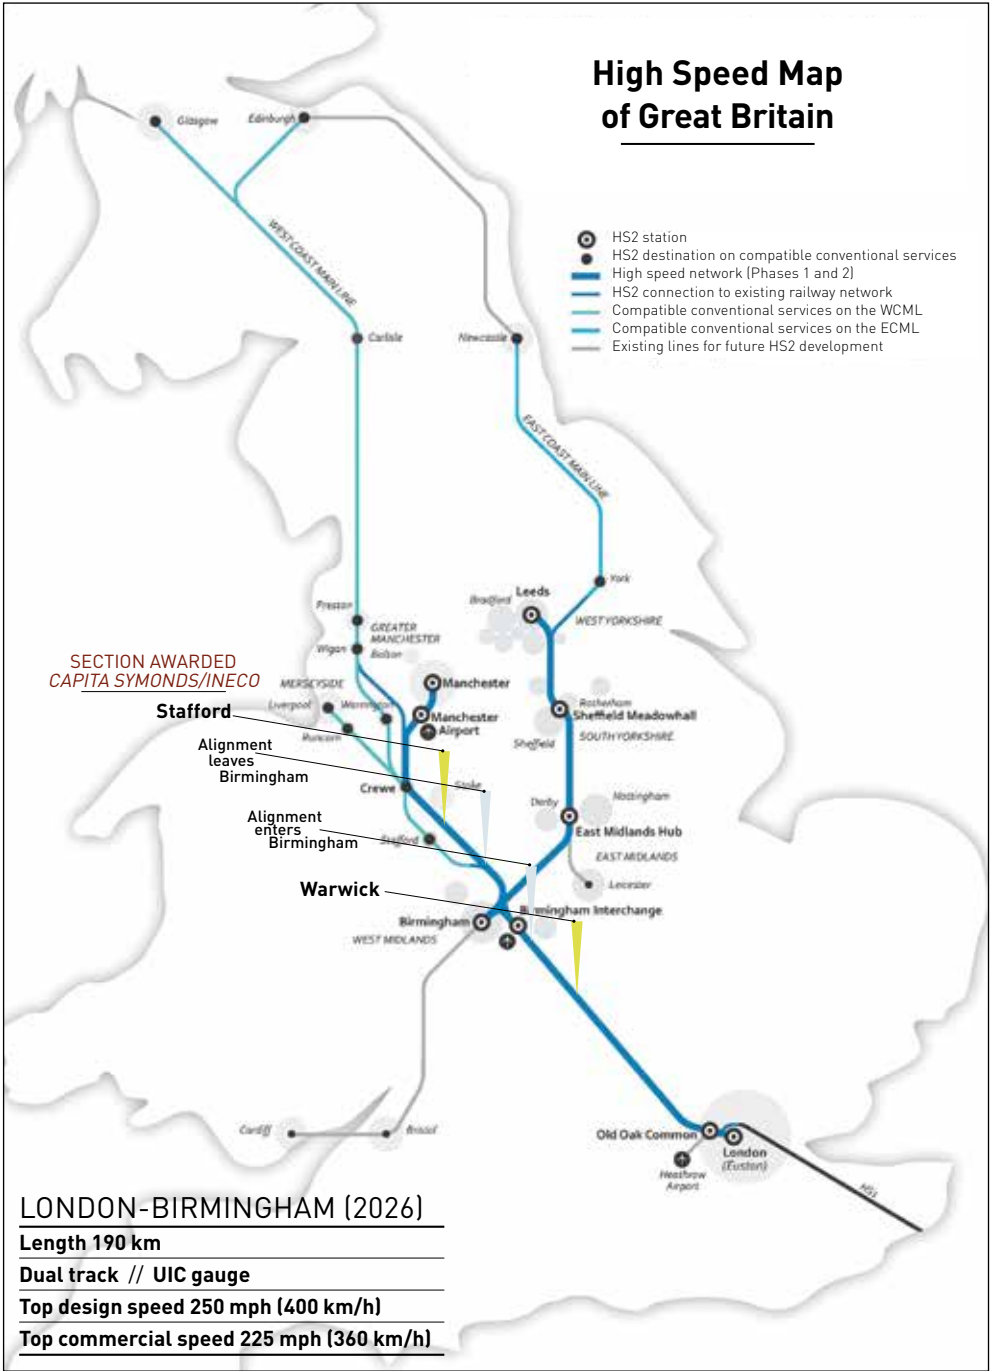 High Speed Map
of Great Britain
HS2 station
HS2 destination on compatible conventional services
High speed network (Phases 1 and 2)
HS2 connection to existing railway network
Compatible conventional services on the WCML
Compatible conventional services on the ECML
Existing lines for future HS2 development
Glasgow
Edinburgh
WEST COAST MAIN LINE
Carlisle
Newcastle
EAST COAST MAIN LINE
York
Leeds
Bradford
WEST YORKSHIRE
Preston
GREATER
MANCHESTER
Wigan
Bolton
SECTION AWARDED
CAPITA SYMONDS/INECO
MERSEYSIDE
Manchester
Liverpool
Warrington
Rotherham
Stafford
Manchester
Airport
Sheffield Meadowhall
Runcorn
SOUTH YORKSHIRE
Sheffield
Alignment
leaves
Birmingham
Crewe
Stoke
Derby
Nottingham
Alignment
enters
Birmingham
Stafford
East Midlands Hub
EAST MIDLANDS
Leicester
Warwick
Birmingham Interchange
Birmingham
WEST MIDLANDS
Cardiff
Bristol
Old Oak Common
London
(Euston)
Heathrow
Airport
HS1
LONDON-BIRMINGHAM (2026)
Length 190 km
Dual track // UIC gauge
Top design speed 250 mph (400 km/h)
Top commercial speed 225 mph (360 km/h)